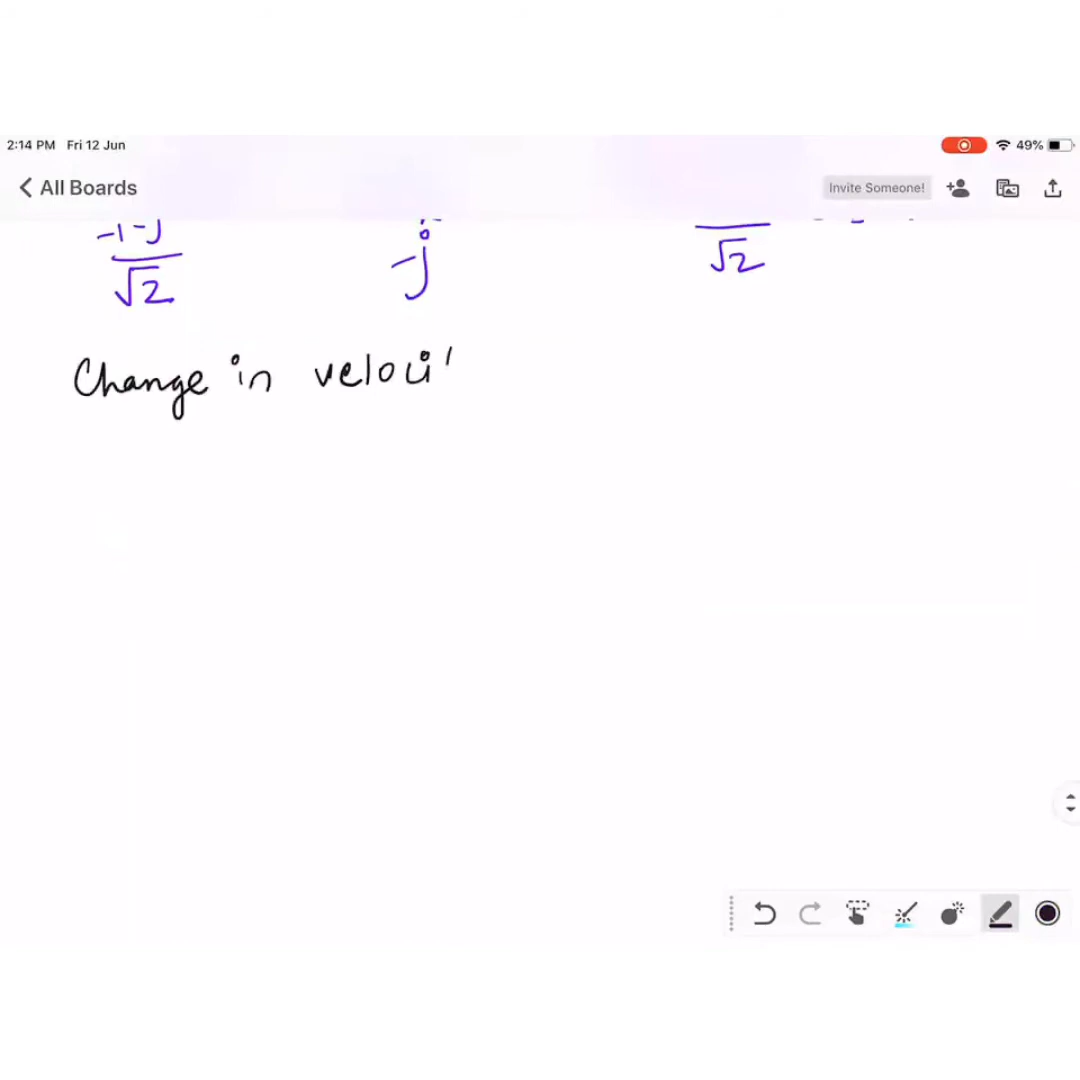 2:14 PM Fri 12 Jun
49%
All Boards
Invite Someone!
-i-j
√2
-j
√2
Change in veloci